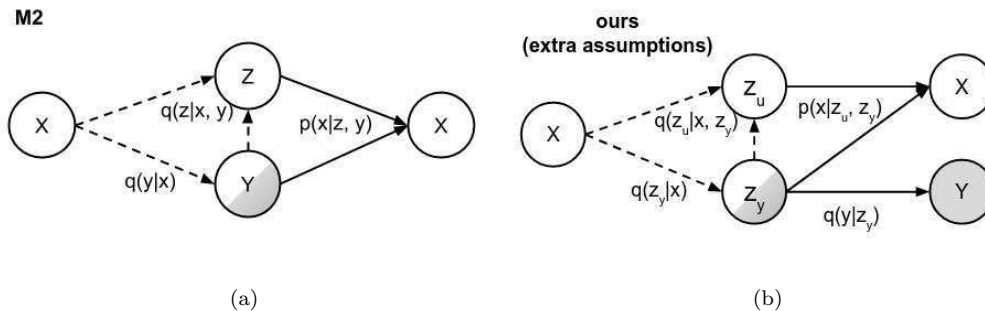 M2
X
Z
Y
X
q(z|x, y)
q(y|x)
p(x|z, y)
(a)
ours
(extra assumptions)
X
Z_u
Z_y
X
Y
q(z_u|x, z_y)
q(z_y|x)
p(x|z_u, z_y)
q(y|z_y)
(b)